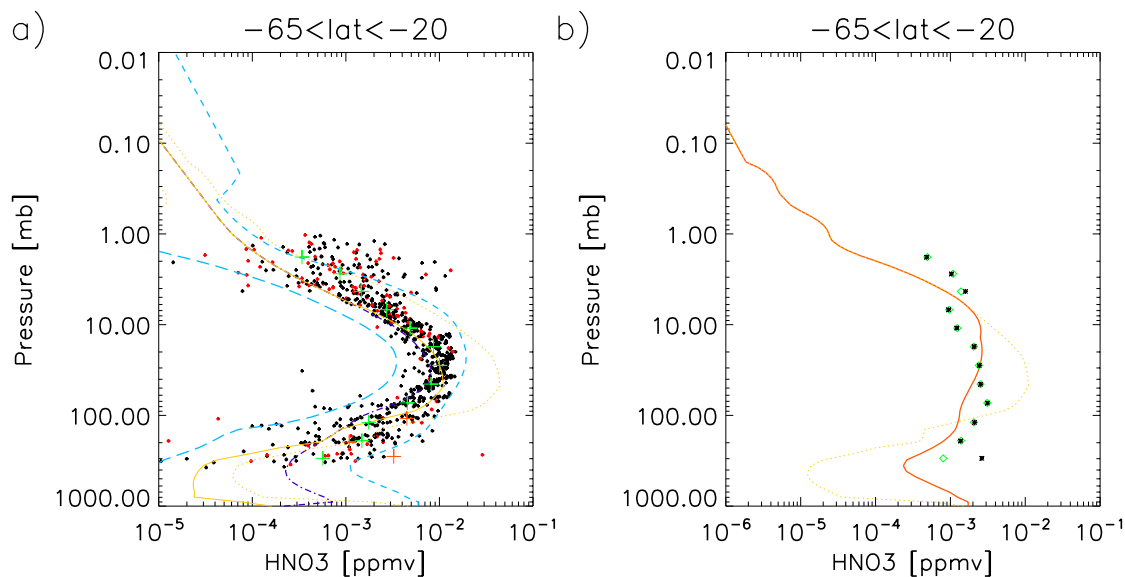 a)
−65<lat<−20
0.01
0.10
1.00
10.00
100.00
1000.00
Pressure [mb]
10⁻⁵ 10⁻⁴ 10⁻³ 10⁻² 10⁻¹
HNO3 [ppmv]
b)
−65<lat<−20
0.01
0.10
1.00
10.00
100.00
1000.00
Pressure [mb]
10⁻⁶ 10⁻⁵ 10⁻⁴ 10⁻³ 10⁻² 10⁻¹
HNO3 [ppmv]